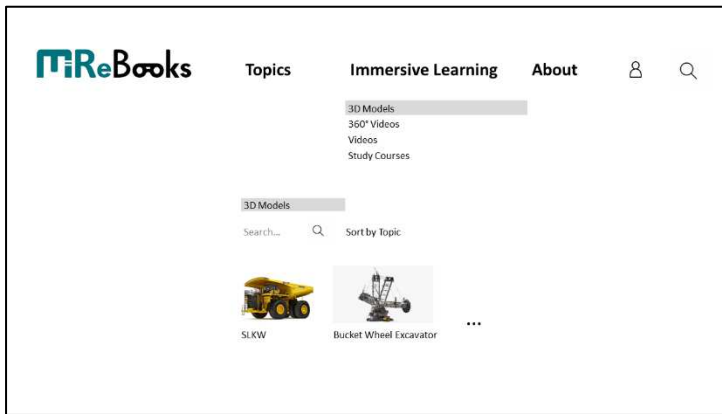 MiReBooks Topics Immersive Learning About
3D Models
360° Videos
Videos
Study Courses
3D Models
Search... Sort by Topic
...
SLKW Bucket Wheel Excavator